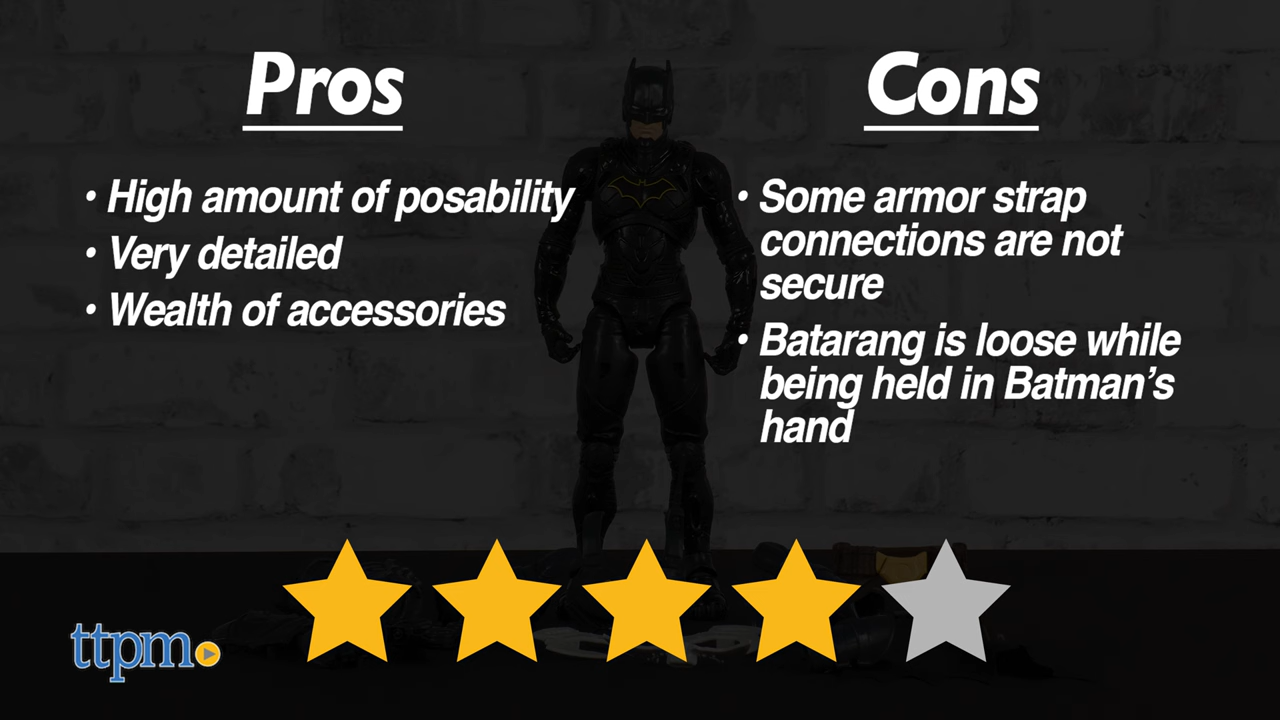 Pros
• High amount of posability
• Very detailed
• Wealth of accessories
Cons
• Some armor strap
connections are not
secure
• Batarang is loose while
being held in Batman’s
hand
ttpm